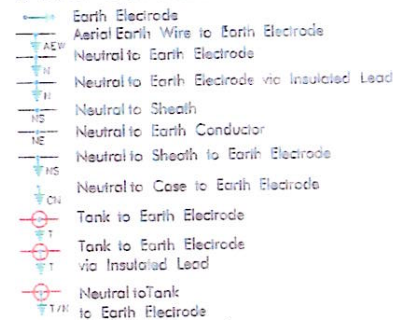 Earth Electrode
Aerial Earth Wire to Earth Electrode
AEW
Neutral to Earth Electrode
N
Neutral to Earth Electrode via Insulated Lead
N
Neutral to Sheath
NS
Neutral to Earth Conductor
NE
Neutral to Sheath to Earth Electrode
NS
Neutral to Case to Earth Electrode
CN
Tank to Earth Electrode
T
Tank to Earth Electrode
via Insulated Lead
T
Neutral to Tank
to Earth Electrode
T/N